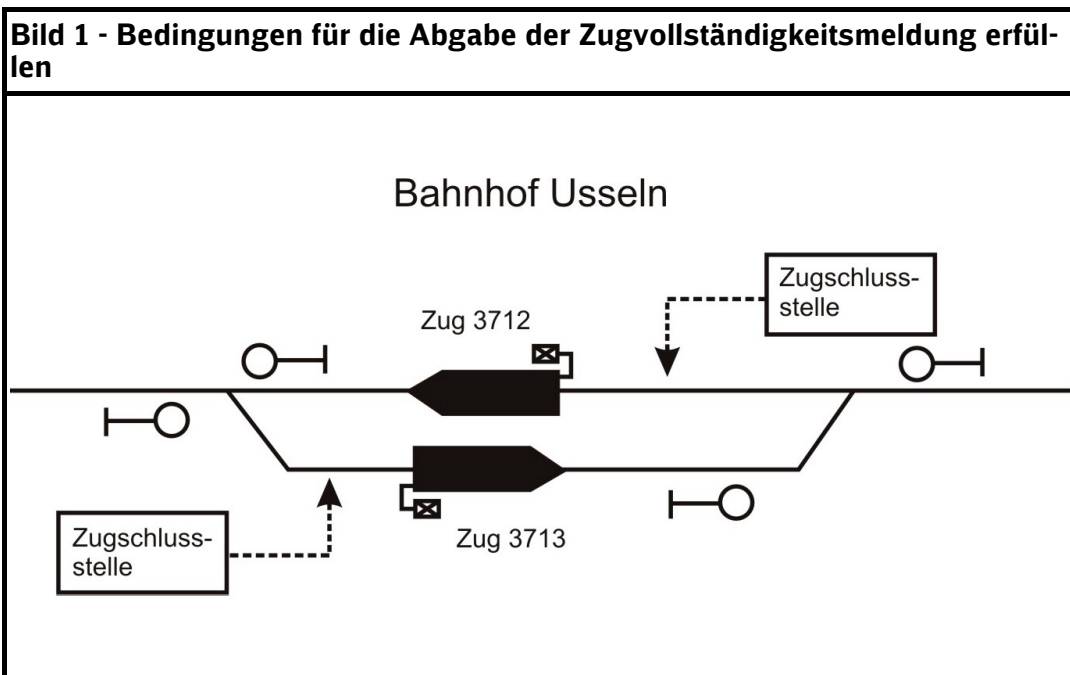 Bild 1 - Bedingungen für die Abgabe der Zugvollständigkeitsmeldung erfül-
len
Bahnhof Usseln
Zugschluss-
stelle
Zug 3712
Zugschluss-
stelle
Zug 3713